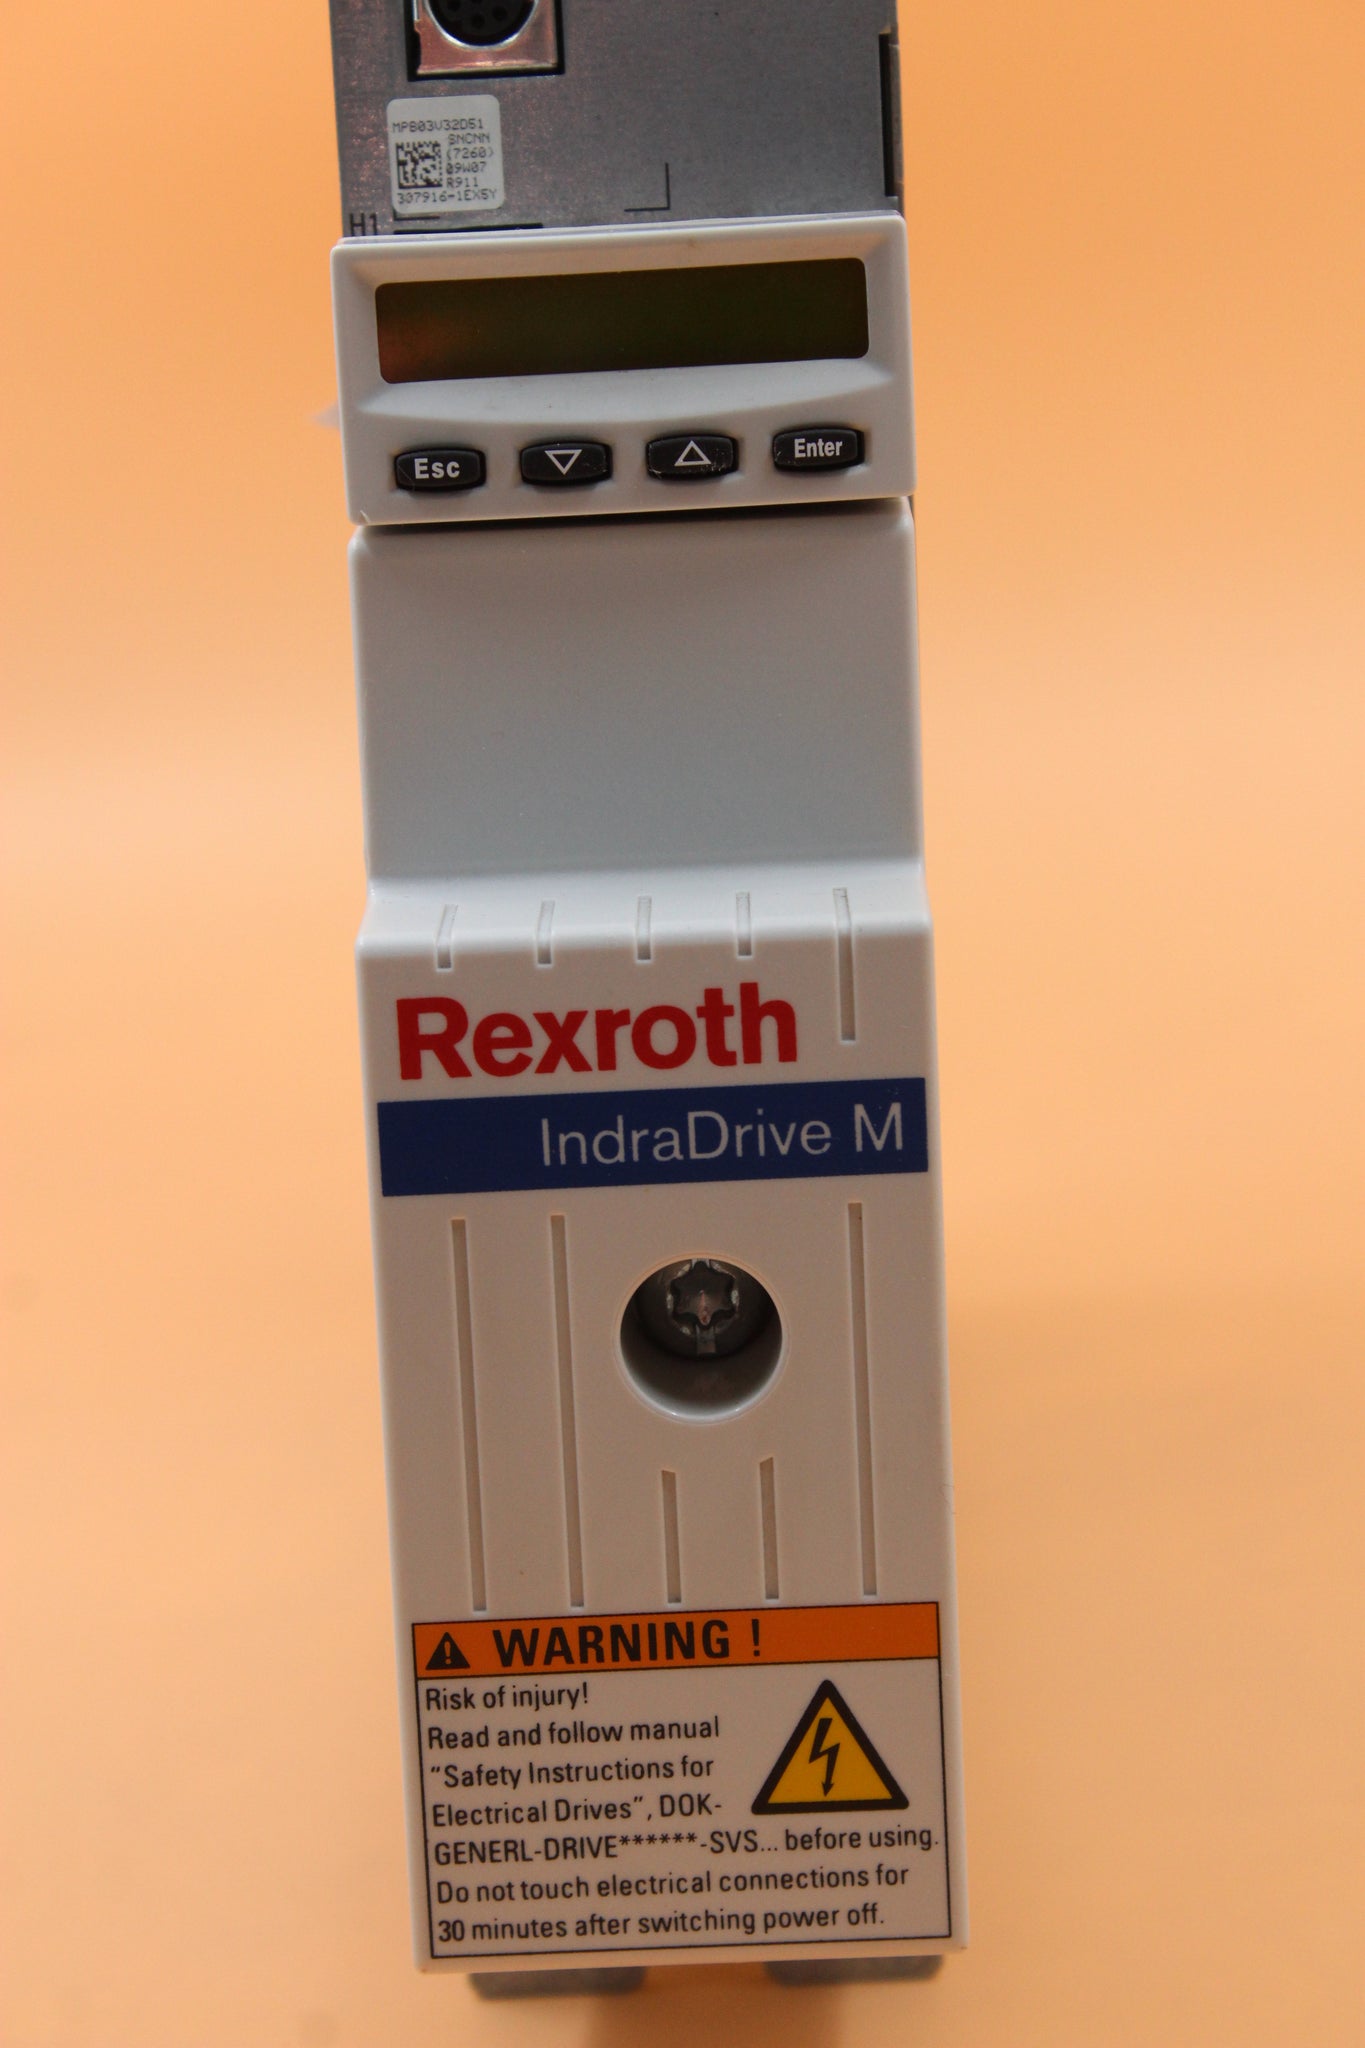 MPB03V32D51
SNCNN
(7260)
09W07
R911
307916-1EX5Y
H1
Esc
Enter
Rexroth
IndraDrive M
WARNING !
Risk of injury!
Read and follow manual
"Safety Instructions for
Electrical Drives", DOK-
GENERL-DRIVE******-SVS... before using.
Do not touch electrical connections for
30 minutes after switching power off.